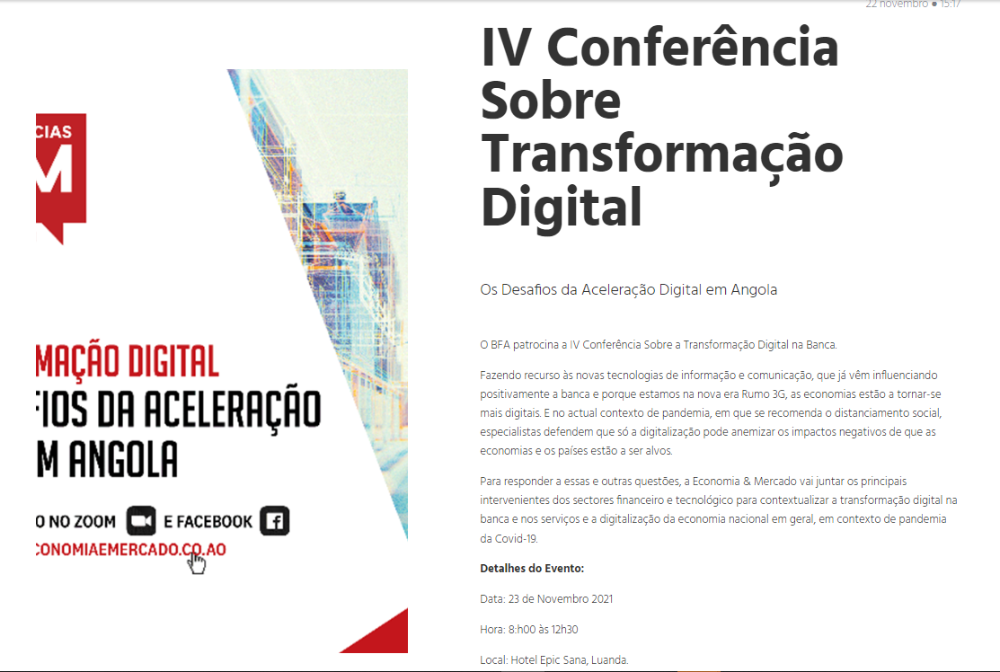 22 novembro • 15:17
IV Conferência
Sobre
Transformação
Digital
Os Desafios da Aceleração Digital em Angola
O BFA patrocina a IV Conferência Sobre a Transformação Digital na Banca.
Fazendo recurso às novas tecnologias de informação e comunicação, que já vêm influenciando
positivamente a banca e porque estamos na nova era Rumo 3G, as economias estão a tornar-se
mais digitais. E no actual contexto de pandemia, em que se recomenda o distanciamento social,
especialistas defendem que só a digitalização pode anemizar os impactos negativos de que as
economias e os países estão a ser alvos.
Para responder a essas e outras questões, a Economia & Mercado vai juntar os principais
intervenientes dos sectores financeiro e tecnológico para contextualizar a transformação digital na
banca e nos serviços e a digitalização da economia nacional em geral, em contexto de pandemia
da Covid-19.
Detalhes do Evento:
Data: 23 de Novembro 2021
Hora: 8:h00 às 12h30
Local: Hotel Epic Sana, Luanda.
CIAS
M
MAÇÃO DIGITAL
FIOS DA ACELERAÇÃO
M ANGOLA
O NO ZOOM E FACEBOOK
CONOMIAEMERCADO.CO.AO